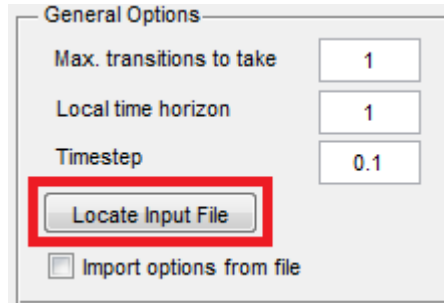 General Options
Max. transitions to take 1
Local time horizon 1
Timestep 0.1
Locate Input File
Import options from file